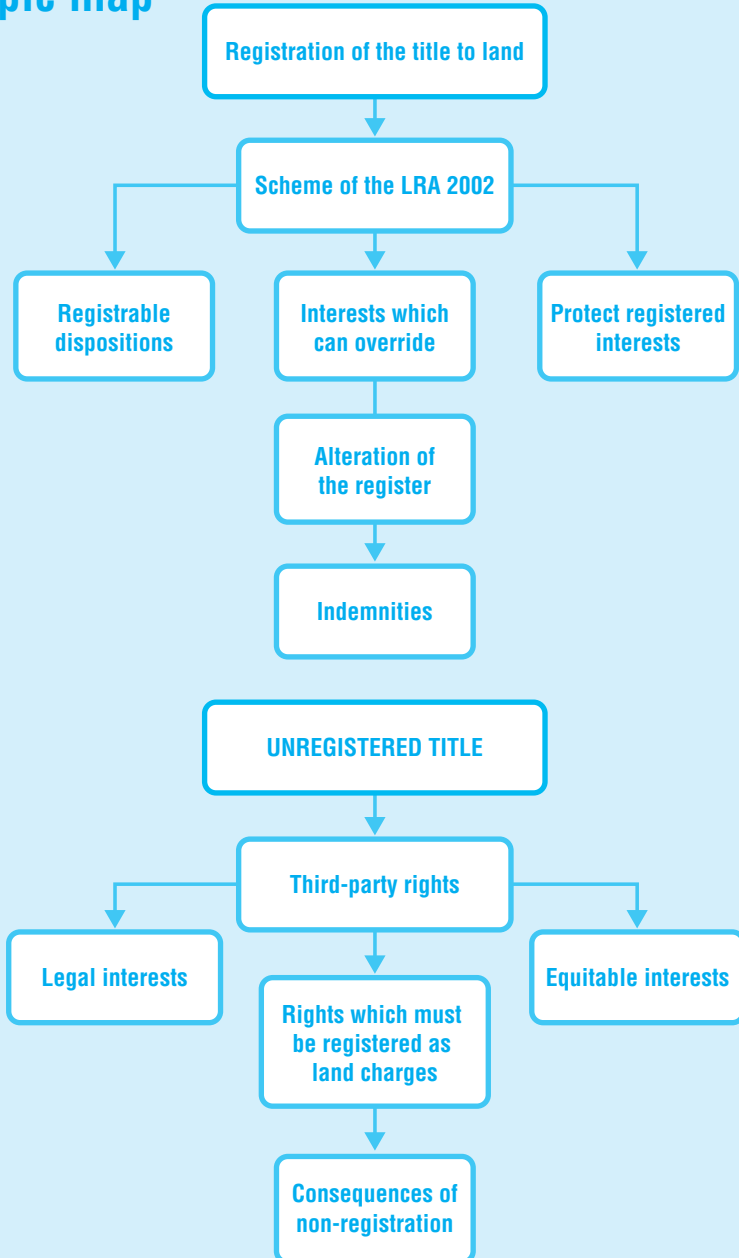 map
Registration of the title to land
Scheme of the LRA 2002
Registrable
dispositions
Interests which
can override
Protect registered
interests
Alteration of
the register
Indemnities
UNREGISTERED TITLE
Third-party rights
Legal interests
Rights which must
be registered as
land charges
Equitable interests
Consequences of
non-registration